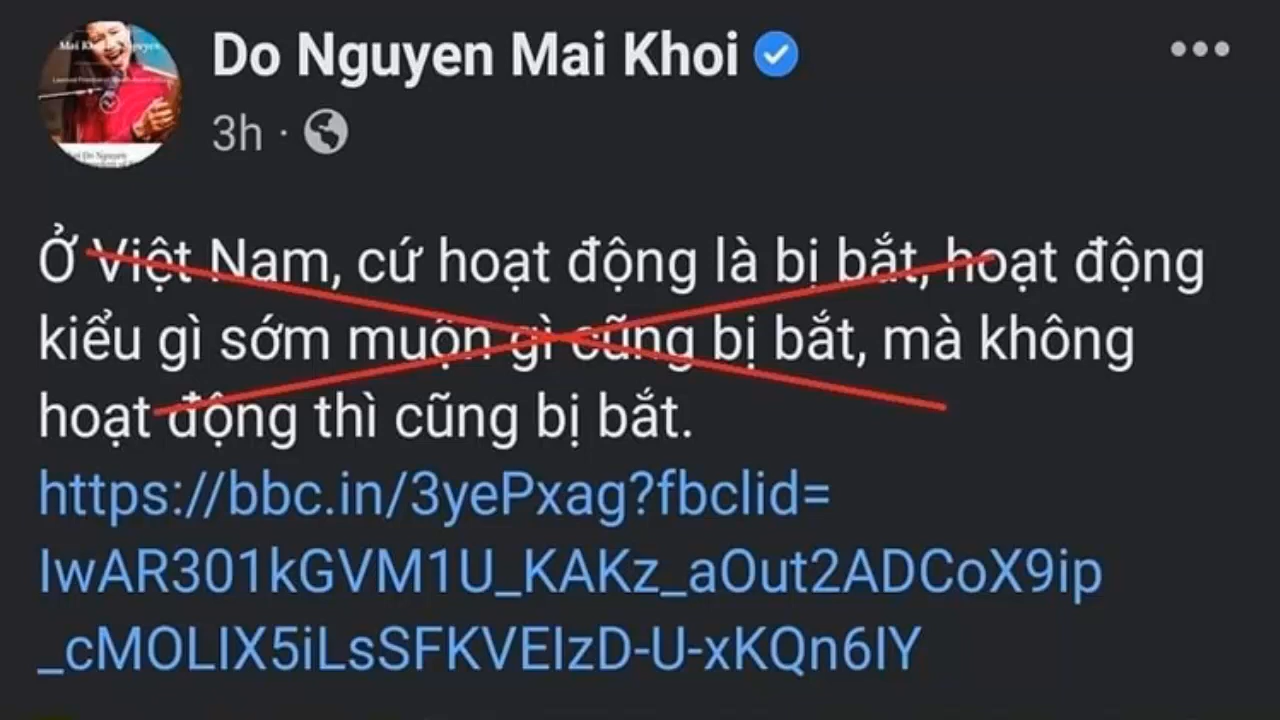 Do Nguyen Mai Khoi
3h ·
Ở Việt Nam, cứ hoạt động là bị bắt, hoạt động
kiểu gì sớm muộn gì cũng bị bắt, mà không
hoạt động thì cũng bị bắt.
https://bbc.in/3yePxag?fbclid=
IwAR301kGVM1U_KAKz_aOut2ADCoX9ip
_cMOLIX5iLsSFKVEIzD-U-xKQn6IY